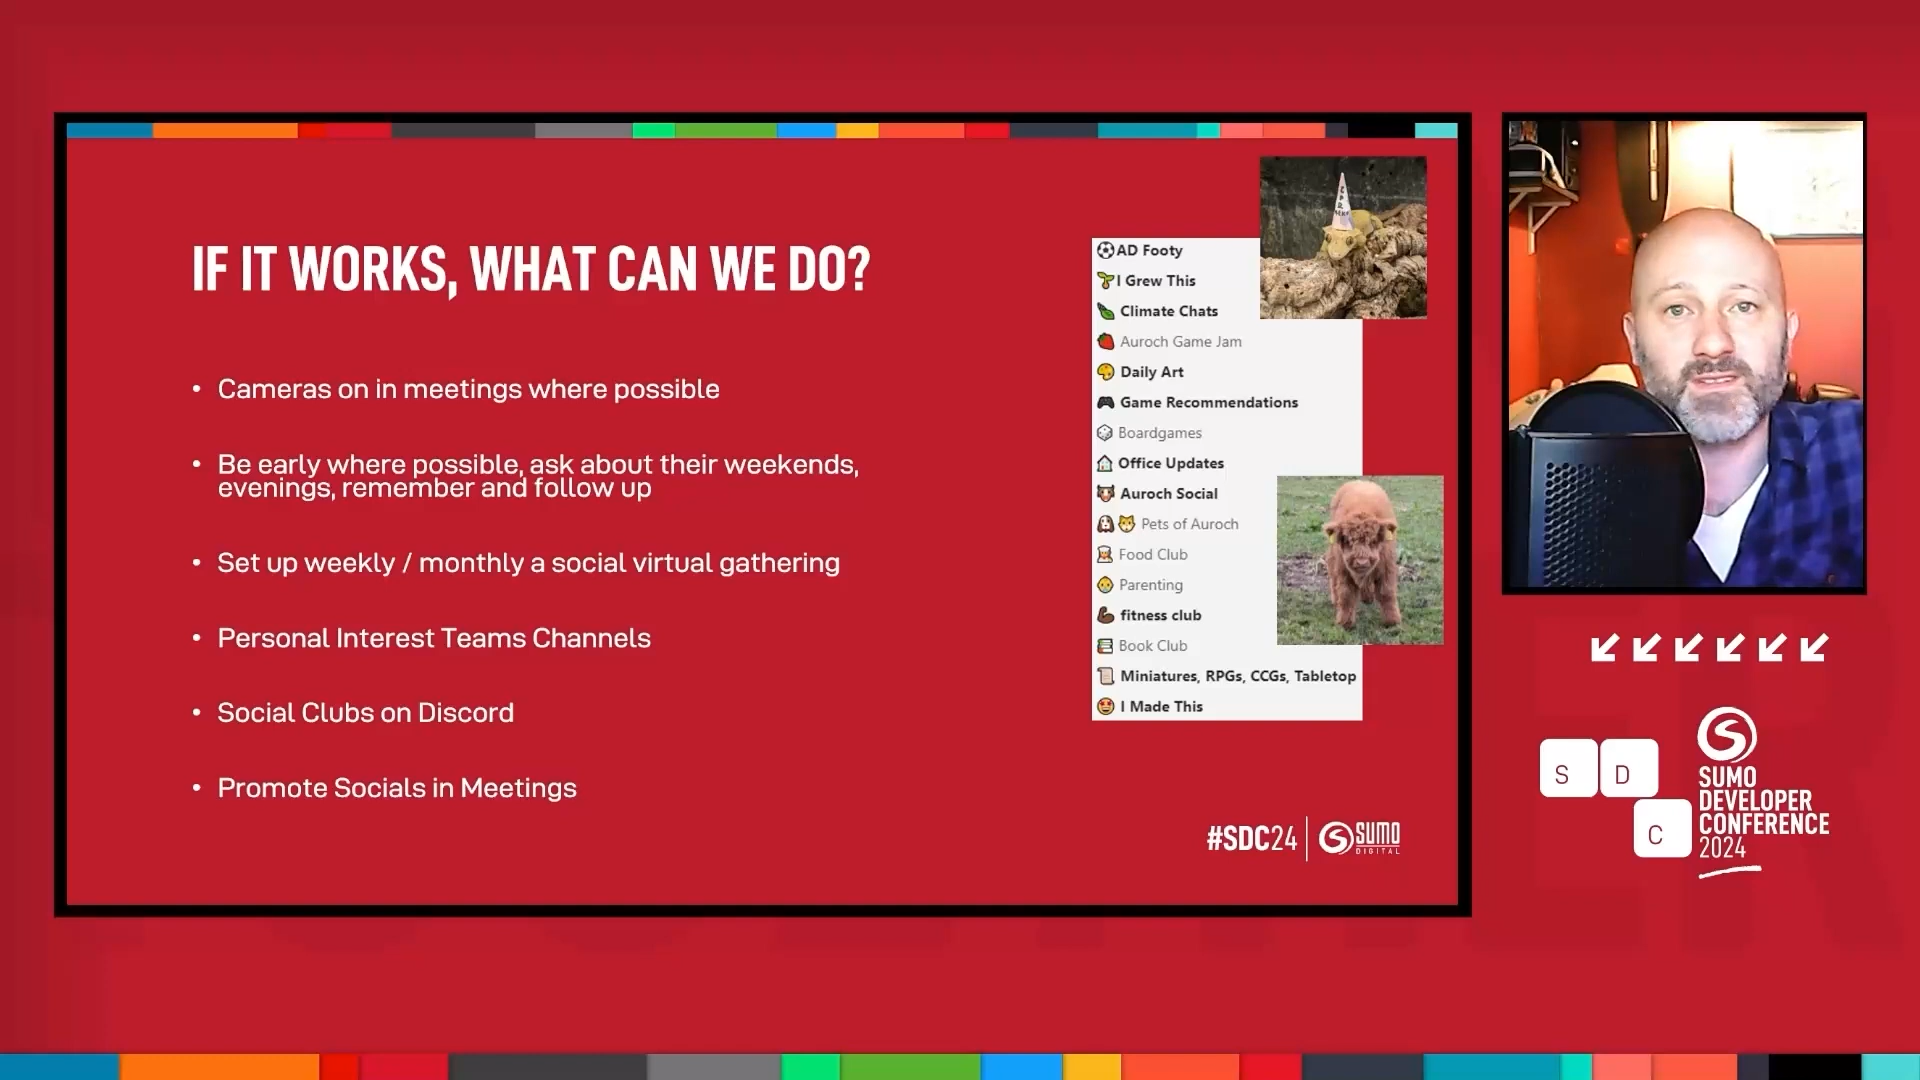 IF IT WORKS, WHAT CAN WE DO?
• Cameras on in meetings where possible
• Be early where possible, ask about their weekends,
evenings, remember and follow up
• Set up weekly / monthly a social virtual gathering
• Personal Interest Teams Channels
• Social Clubs on Discord
• Promote Socials in Meetings
AD Footy
I Grew This
Climate Chats
Auroch Game Jam
Daily Art
Game Recommendations
Boardgames
Office Updates
Auroch Social
Pets of Auroch
Food Club
Parenting
fitness club
Book Club
Miniatures, RPGs, CCGs, Tabletop
I Made This
#SDC24
SUMO
DIGITAL
S D
C
SUMO
DEVELOPER
CONFERENCE
2024